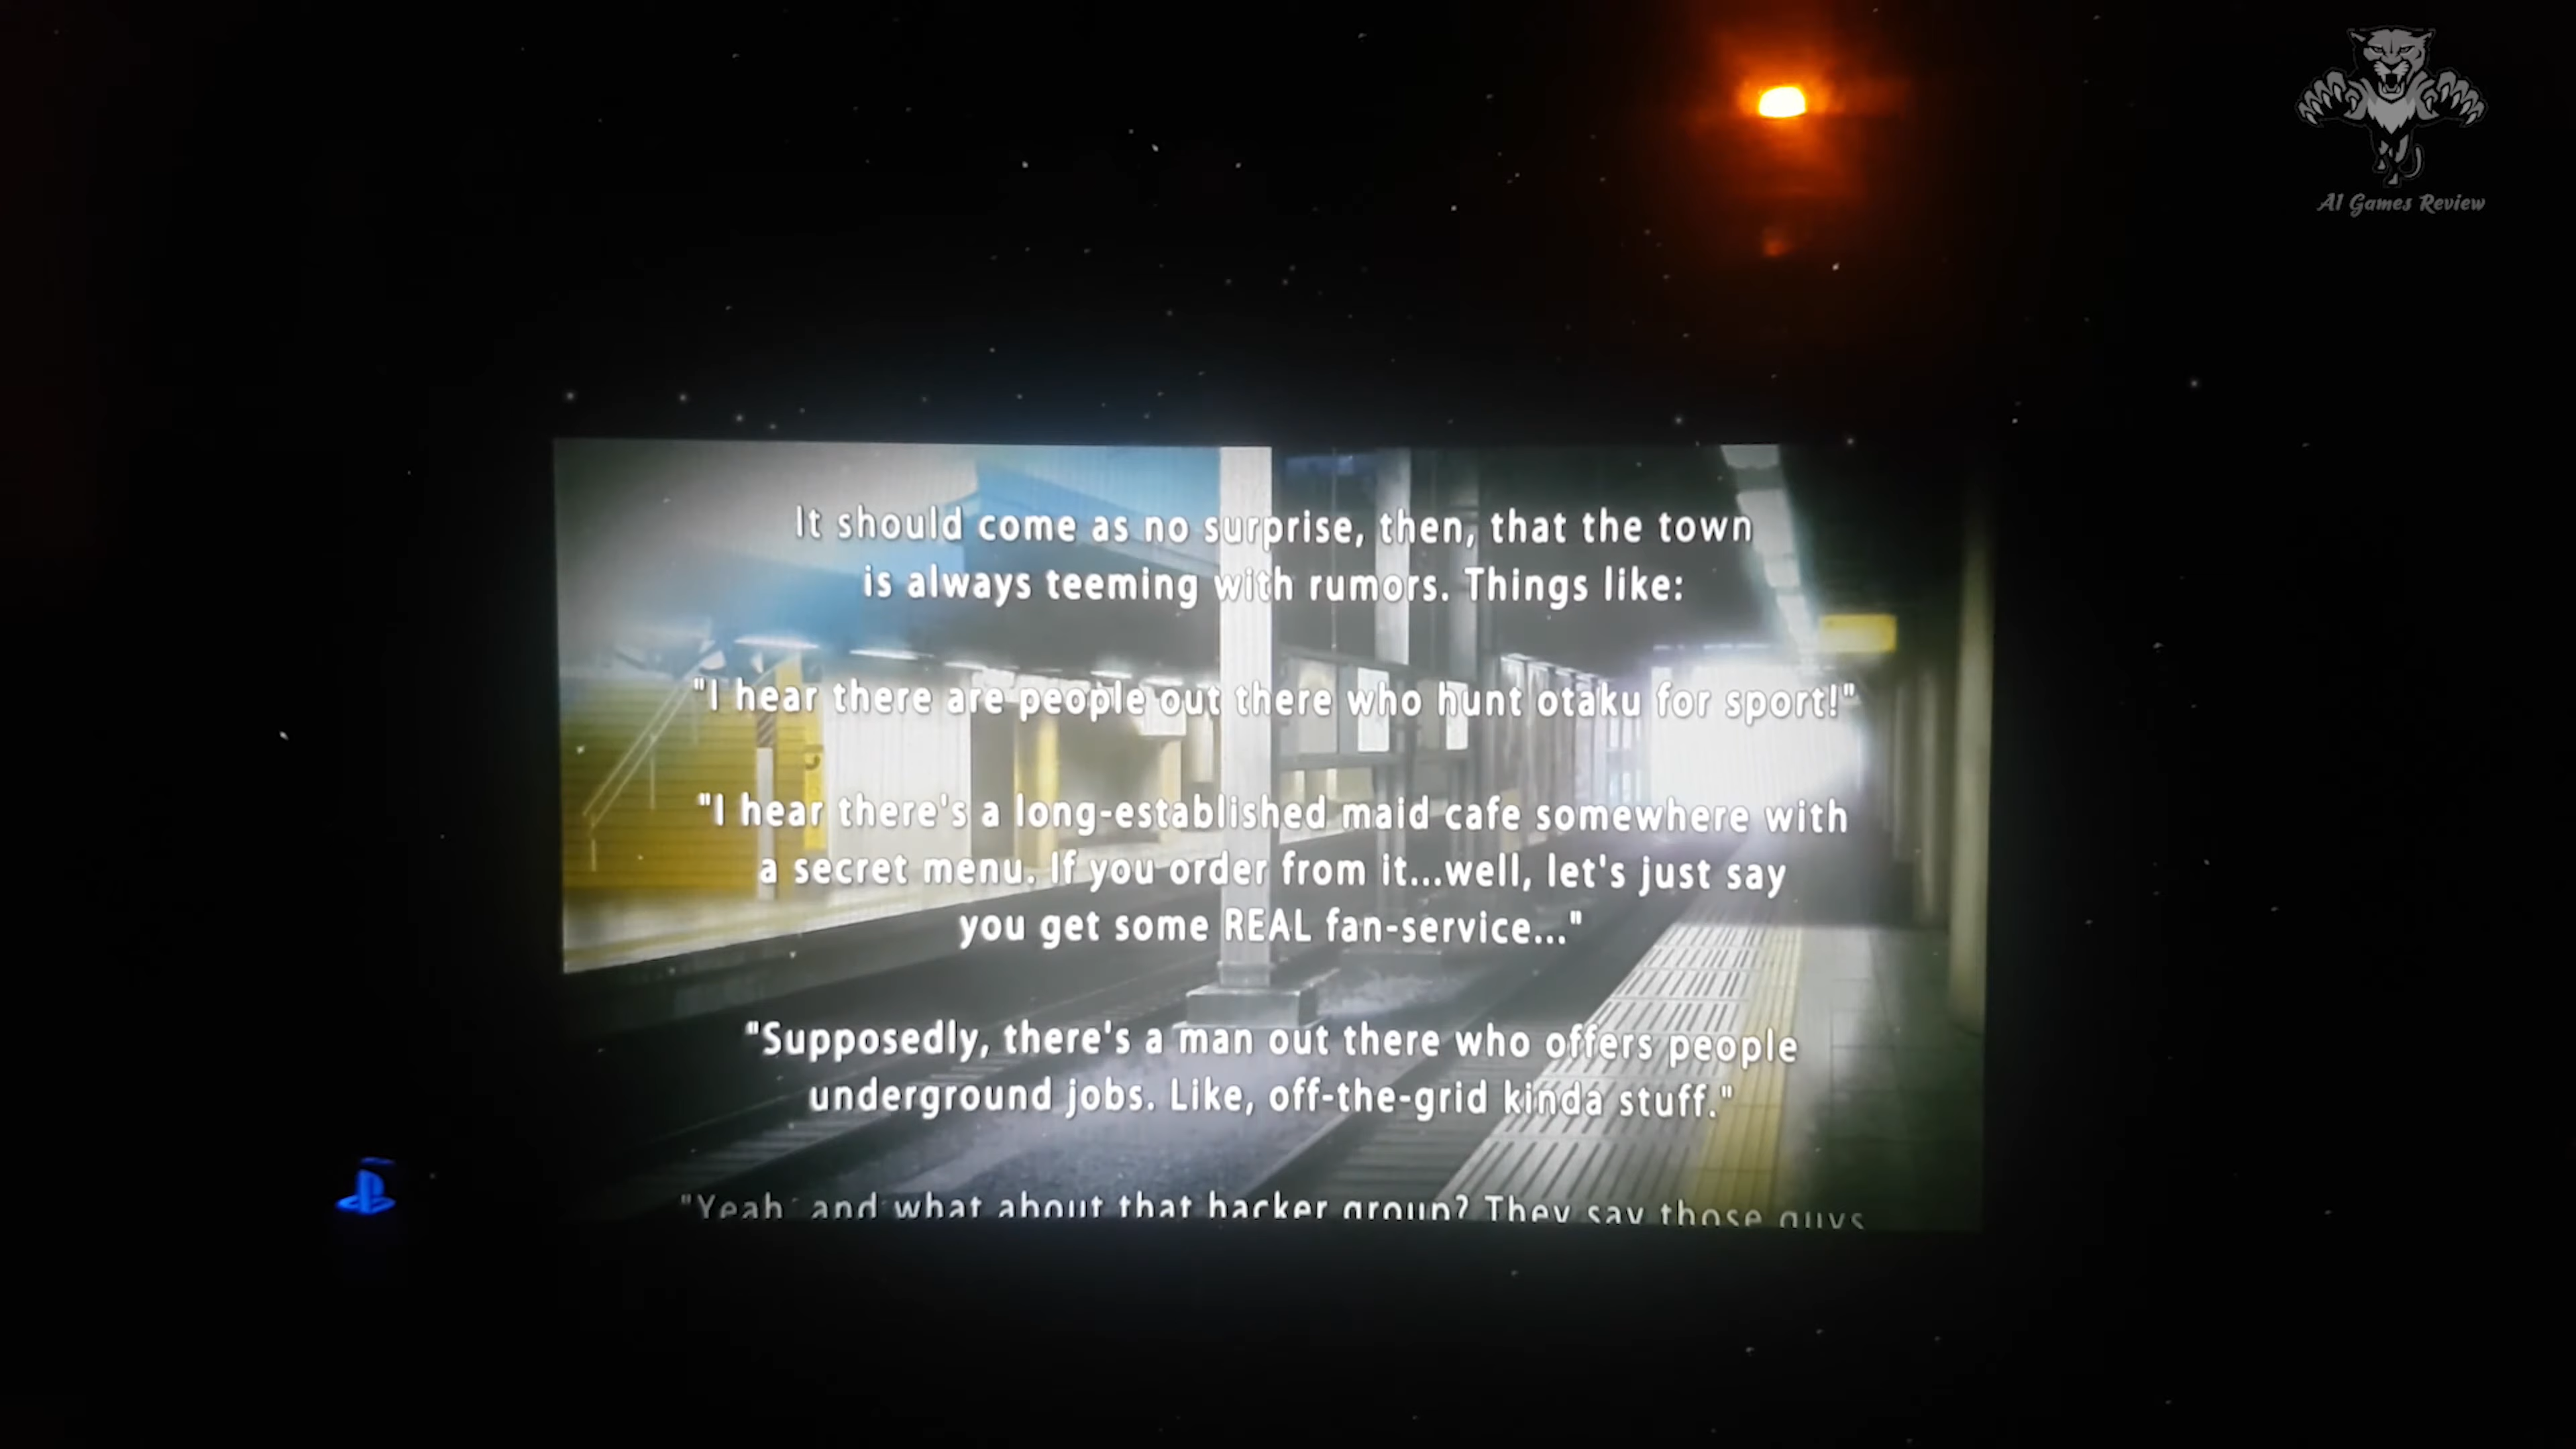 A1 Games Review
It should come as no surprise, then, that the town
is always teeming with rumors. Things like:
"I hear there are people out there who hunt otaku for sport!"
"I hear there's a long-established maid cafe somewhere with
a secret menu. If you order from it...well, let's just say
you get some REAL fan-service..."
"Supposedly, there's a man out there who offers people
underground jobs. Like, off-the-grid kinda stuff."
"Yeah, and what about that hacker group? They say those guys